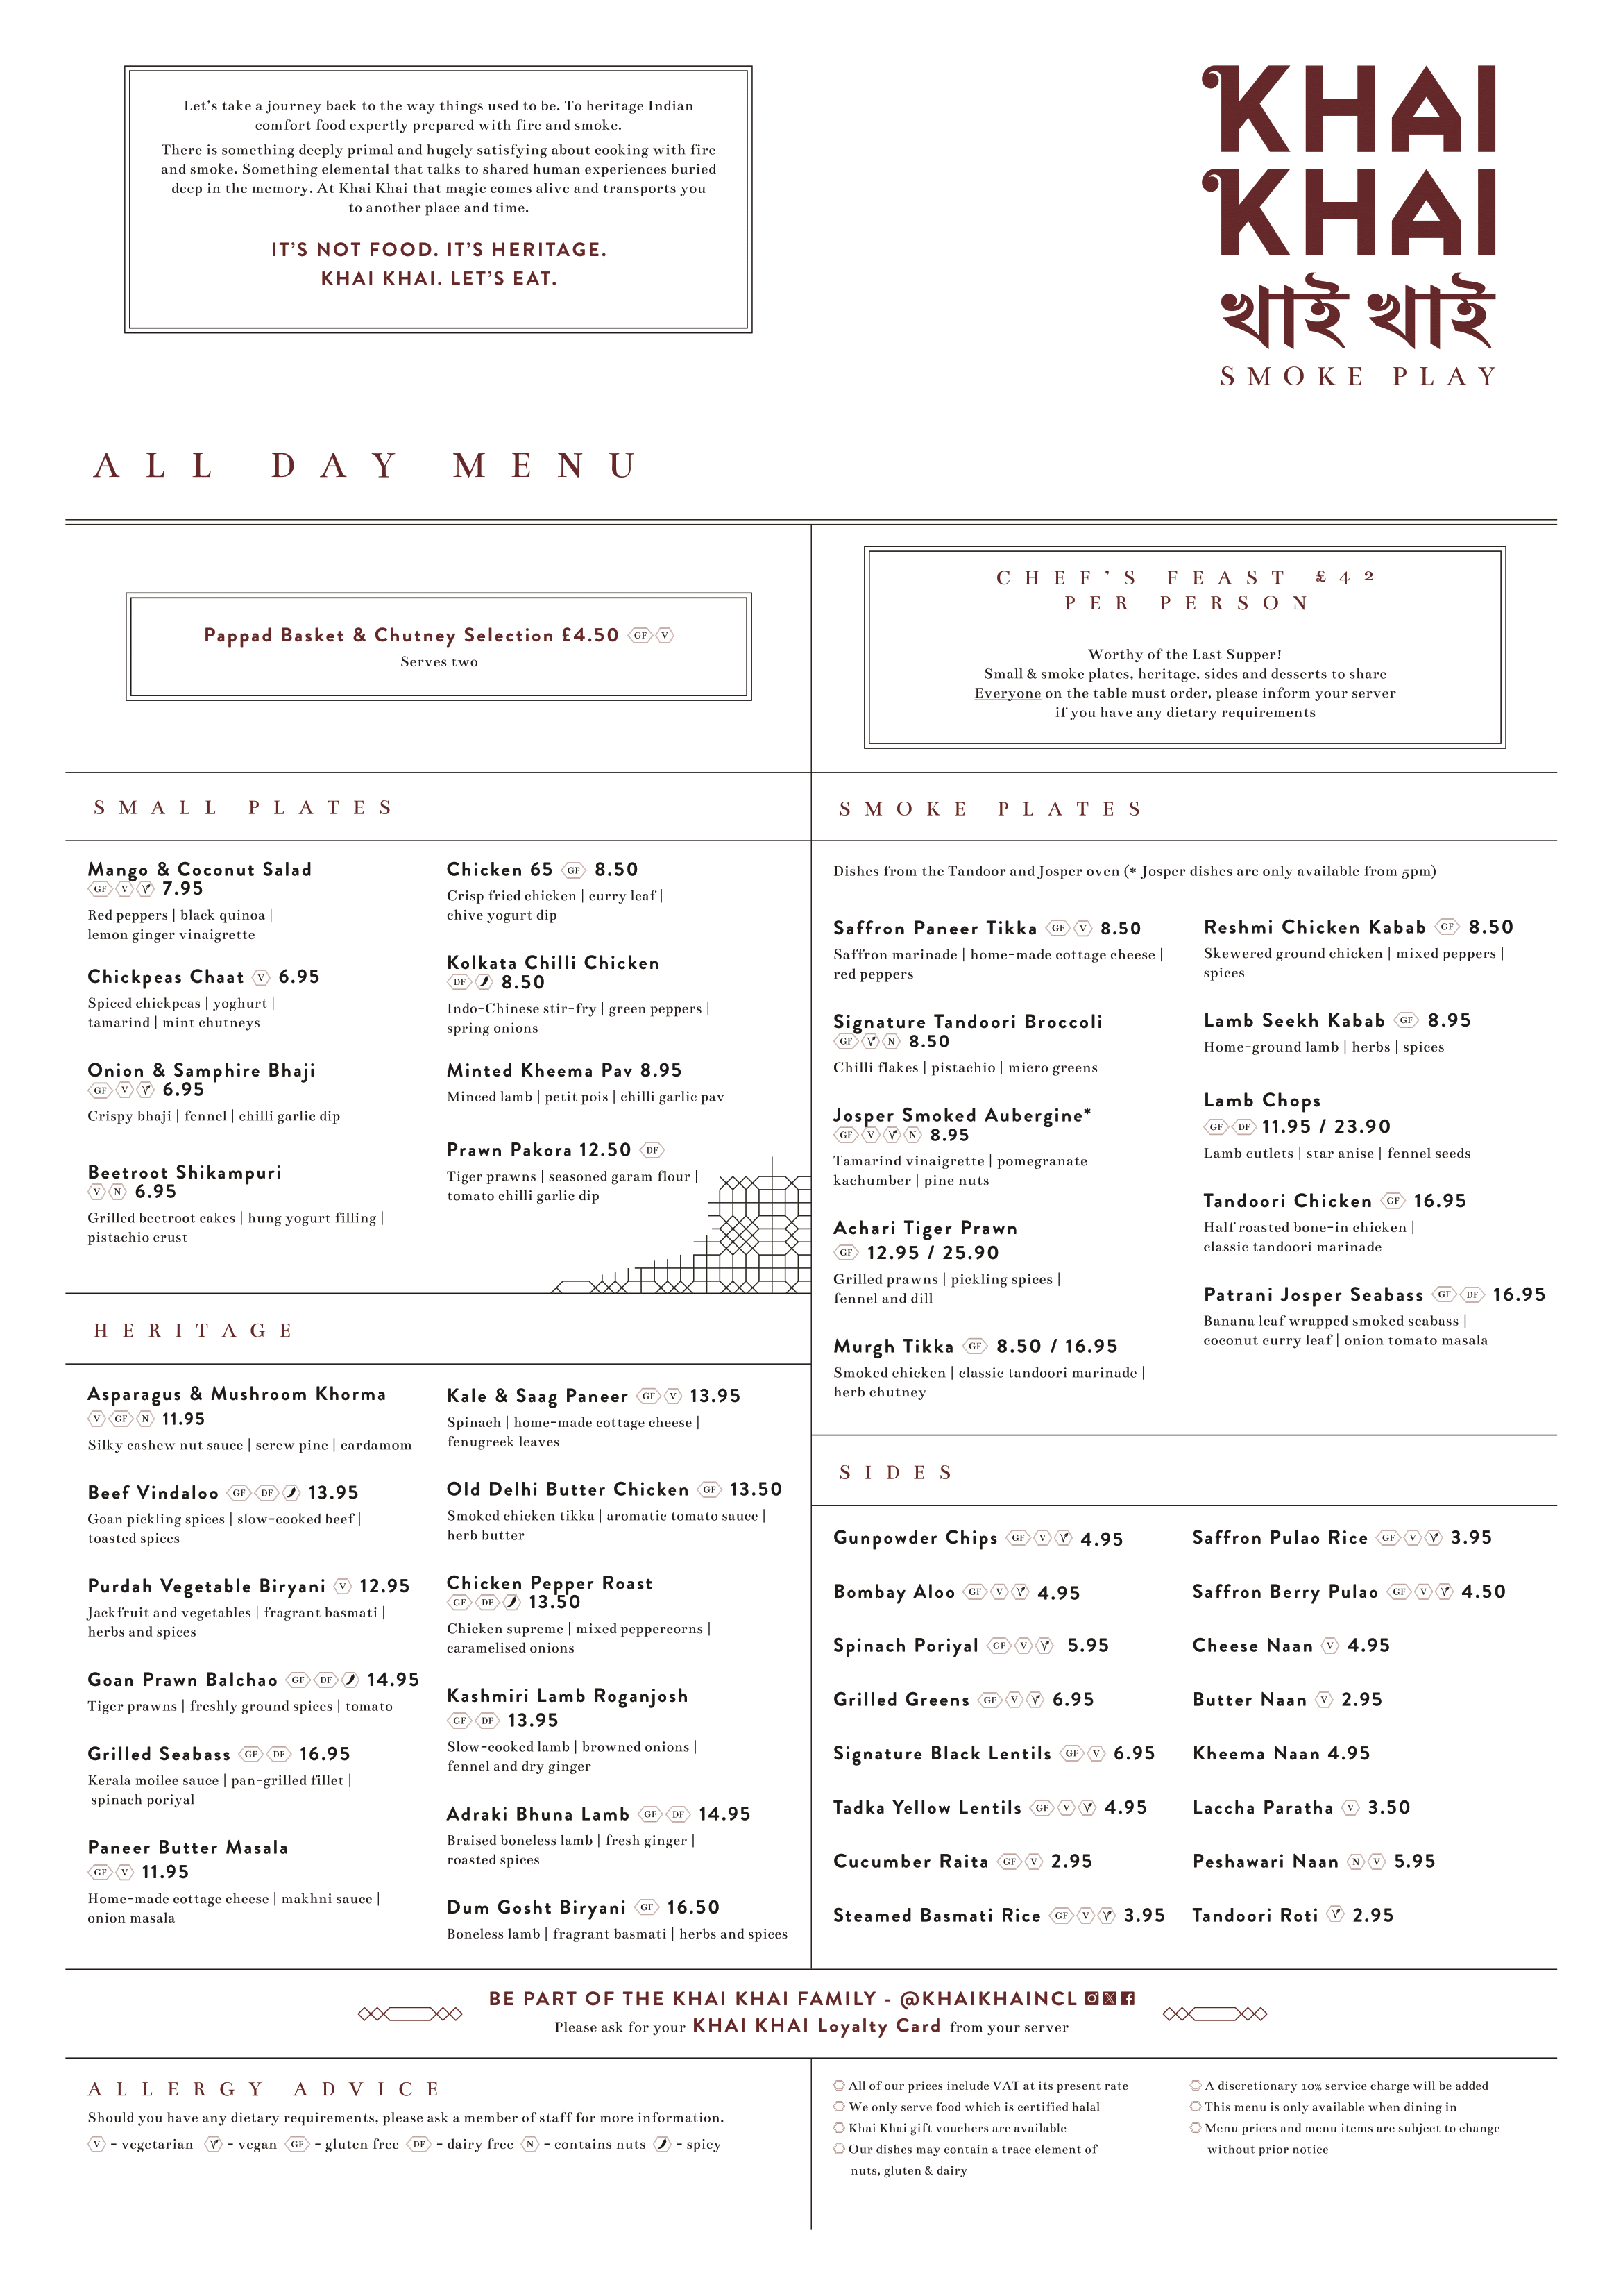 Let's take a journey back to the way things used to be. To heritage Indian
comfort food expertly prepared with fire and smoke.
There is something deeply primal and hugely satisfying about cooking with fire
and smoke. Something elemental that talks to shared human experiences buried
deep in the memory. At Khai Khai that magic comes alive and transports you
to another place and time.
IT'S NOT FOOD. IT'S HERITAGE.
KHAI KHAI. LET'S EAT.
KHAI
KHAI
খাই খাই
SMOKE PLAY
ALL DAY MENU
Pappad Basket & Chutney Selection £4.50 GF V
Serves two
CHEF'S FEAST £42
PER PERSON
Worthy of the Last Supper!
Small & smoke plates, heritage, sides and desserts to share
Everyone on the table must order, please inform your server
if you have any dietary requirements
SMALL PLATES
Mango & Coconut Salad
GF V 7.95
Red peppers | black quinoa |
lemon ginger vinaigrette
Chickpeas Chaat V 6.95
Spiced chickpeas | yoghurt |
tamarind | mint chutneys
Onion & Samphire Bhaji
GF V 6.95
Crispy bhaji | fennel | chilli garlic dip
Beetroot Shikampuri
V N 6.95
Grilled beetroot cakes | hung yogurt filling |
pistachio crust
Chicken 65 GF 8.50
Crisp fried chicken | curry leaf |
chive yogurt dip
Kolkata Chilli Chicken
DF 8.50
Indo-Chinese stir-fry | green peppers |
spring onions
Minted Kheema Pav 8.95
Minced lamb | petit pois | chilli garlic pav
Prawn Pakora 12.50 DF
Tiger prawns | seasoned garam flour |
tomato chilli garlic dip
SMOKE PLATES
Dishes from the Tandoor and Josper oven (* Josper dishes are only available from 5pm)
Saffron Paneer Tikka GF V 8.50
Saffron marinade | home-made cottage cheese |
red peppers
Signature Tandoori Broccoli
GF N 8.50
Chilli flakes | pistachio | micro greens
Josper Smoked Aubergine*
GF V N 8.95
Tamarind vinaigrette | pomegranate
kachumber | pine nuts
Achari Tiger Prawn
GF 12.95 / 25.90
Grilled prawns | pickling spices |
fennel and dill
Murgh Tikka GF 8.50 / 16.95
Smoked chicken | classic tandoori marinade |
herb chutney
Reshmi Chicken Kabab GF 8.50
Skewered ground chicken | mixed peppers |
spices
Lamb Seekh Kabab GF 8.95
Home-ground lamb | herbs | spices
Lamb Chops
GF DF 11.95 / 23.90
Lamb cutlets | star anise | fennel seeds
Tandoori Chicken GF 16.95
Half roasted bone-in chicken |
classic tandoori marinade
Patrani Josper Seabass GF DF 16.95
Banana leaf wrapped smoked seabass |
coconut curry leaf | onion tomato masala
HERITAGE
Asparagus & Mushroom Khorma
V GF N 11.95
Silky cashew nut sauce | screw pine | cardamom
Beef Vindaloo GF DF 13.95
Goan pickling spices | slow-cooked beef |
toasted spices
Purdah Vegetable Biryani V 12.95
Jackfruit and vegetables | fragrant basmati |
herbs and spices
Goan Prawn Balchao GF DF 14.95
Tiger prawns | freshly ground spices | tomato
Grilled Seabass GF DF 16.95
Kerala moilee sauce | pan-grilled fillet |
spinach poriyal
Paneer Butter Masala
GF V 11.95
Home-made cottage cheese | makhni sauce |
onion masala
Kale & Saag Paneer GF V 13.95
Spinach | home-made cottage cheese |
fenugreek leaves
Old Delhi Butter Chicken GF 13.50
Smoked chicken tikka | aromatic tomato sauce |
herb butter
Chicken Pepper Roast
GF DF 13.50
Chicken supreme | mixed peppercorns |
caramelised onions
Kashmiri Lamb Roganjosh
GF DF 13.95
Slow-cooked lamb | browned onions |
fennel and dry ginger
Adraki Bhuna Lamb GF DF 14.95
Braised boneless lamb | fresh ginger |
roasted spices
Dum Gosht Biryani GF 16.50
Boneless lamb | fragrant basmati | herbs and spices
SIDES
Gunpowder Chips GF V 4.95
Bombay Aloo GF V 4.95
Spinach Poriyal GF V 5.95
Grilled Greens GF V 6.95
Signature Black Lentils GF V 6.95
Tadka Yellow Lentils GF V 4.95
Cucumber Raita GF V 2.95
Steamed Basmati Rice GF V 3.95
Saffron Pulao Rice GF V 3.95
Saffron Berry Pulao GF V 4.50
Cheese Naan V 4.95
Butter Naan V 2.95
Kheema Naan 4.95
Laccha Paratha V 3.50
Peshawari Naan N V 5.95
Tandoori Roti 2.95
BE PART OF THE KHAI KHAI FAMILY - @KHAIKHAINCL
Please ask for your KHAI KHAI Loyalty Card from your server
ALLERGY ADVICE
Should you have any dietary requirements, please ask a member of staff for more information.
V - vegetarian - vegan GF - gluten free DF - dairy free N - contains nuts - spicy
All of our prices include VAT at its present rate
We only serve food which is certified halal
Khai Khai gift vouchers are available
Our dishes may contain a trace element of
nuts, gluten & dairy
A discretionary 10% service charge will be added
This menu is only available when dining in
Menu prices and menu items are subject to change
without prior notice